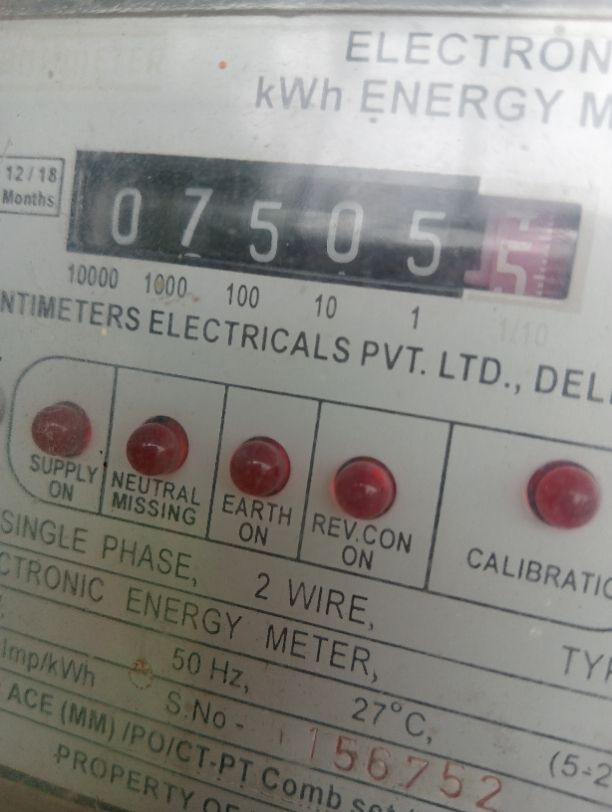 ELECTRON
kWh ENERGY M
12/18
Months
0 7 5 0 5 5
10000 1000 100 10 1 1/10
NTIMETERS ELECTRICALS PVT. LTD., DEL
SUPPLY
ON
NEUTRAL
MISSING
EARTH
ON
REV.CON
ON
CALIBRATIO
SINGLE PHASE, 2 WIRE,
CTRONIC ENERGY METER, TYP
Imp/kWh 50 Hz, 27°C, (5-2
S.No - 156752
ACE (MM) /PO/CT-PT Comb set
PROPERTY OF